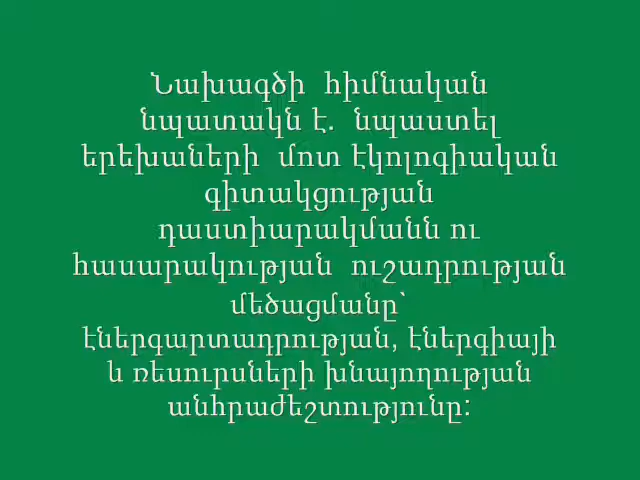 Նախագծի հիմնական
նպատակն է. նպաստել
երեխաների մոտ էկոլոգիական
գիտակցության
դաստիարակմանն ու
հասարակության ուշադրության
մեծացմանը՝
էներգարտադրության, էներգիայի
և ռեսուրսների խնայողության
անհրաժեշտությունը: